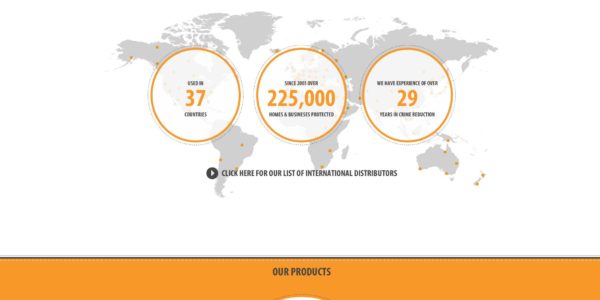 USED IN
37
COUNTRIES
SINCE 2001 OVER
225,000
HOMES & BUSINESES PROTECTED
WE HAVE EXPERIENCE OF OVER
29
YEARS IN CRIME REDUCTION
CLICK HERE FOR OUR LIST OF INTERNATIONAL DISTRIBUTORS
OUR PRODUCTS